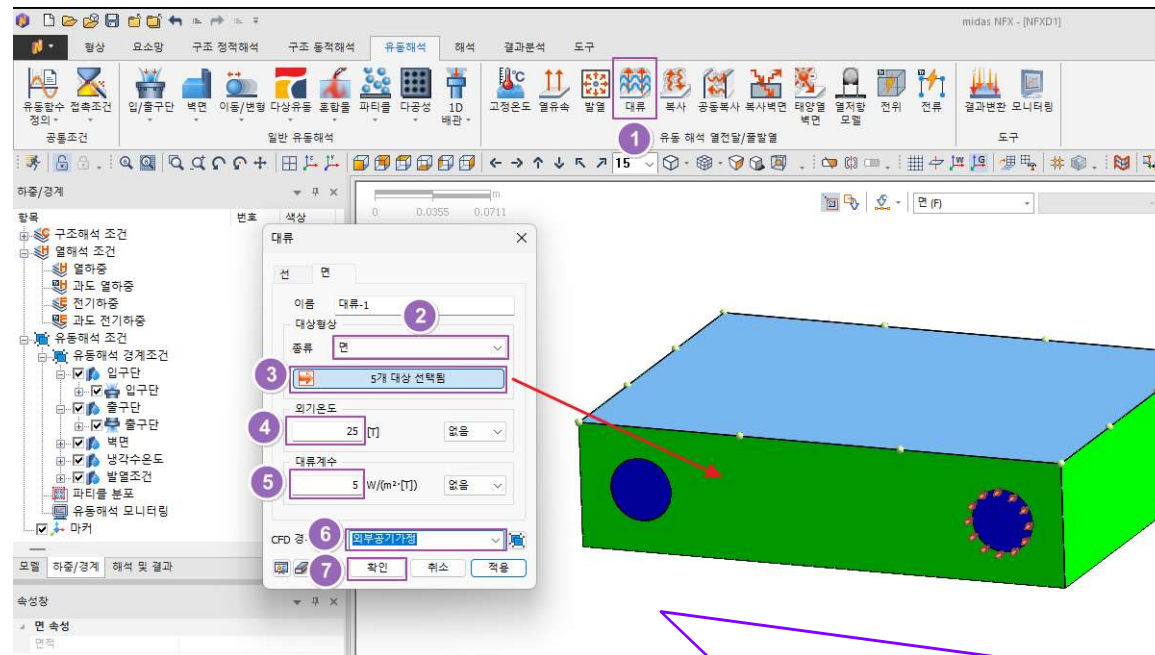 midas NFX - [NFXD1]
형상 요소망 구조 정적해석 구조 동적해석 유동해석 해석 결과분석 도구
유동함수 정의 접촉조건 입/출구단 벽면 이동/변형 다상유동 혼합물 파티클 다공성 1D 배관 고정온도 열유속 발열 대류 복사 공동복사 복사벽면 태양열 벽면 열저항 모델 전위 전류 결과변환 모니터링
1
공통조건 일반 유동해석 유동 해석 열전달/줄발열 도구
15
하중/경계
m
0 0.0355 0.0711
면 (F)
항목 번호 색상
구조해석 조건
열해석 조건
열하중
과도 열하중
전기하중
과도 전기하중
유동해석 조건
유동해석 경계조건
입구단
입구단
출구단
출구단
벽면
냉각수온도
발열조건
파티클 분포
유동해석 모니터링
마커
모델 하중/경계 해석 및 결과
속성창
면 속성
면적
대류
선 면
이름 대류-1
2
대상형상
종류 면
3 5개 대상 선택됨
외기온도
4 25 [T] 없음
대류계수
5 5 W/(m²·[T]) 없음
CFD 경 6 외부공기가정
7 확인 취소 적용